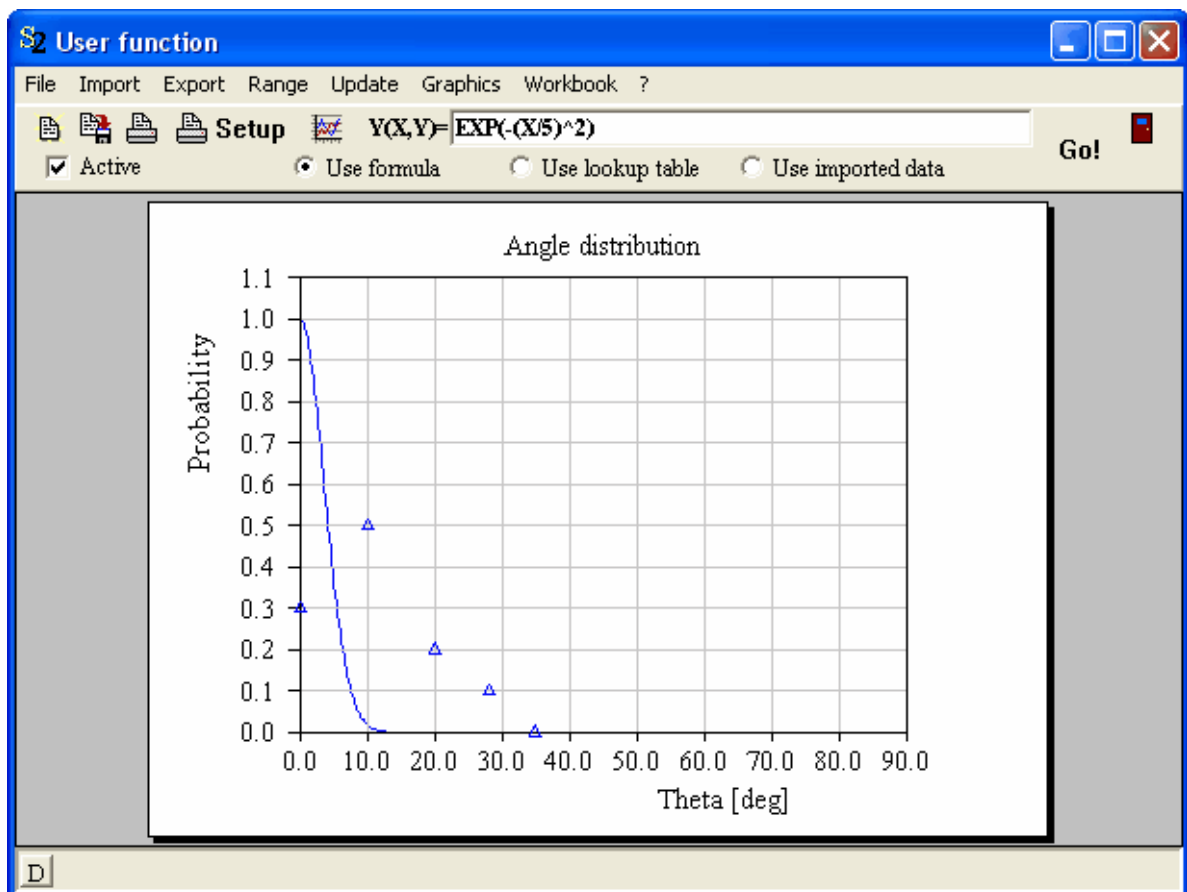 S2 User function
File Import Export Range Update Graphics Workbook ?
Setup Y(X,Y)= EXP(-(X/5)^2)
Go!
Active Use formula Use lookup table Use imported data
Angle distribution
Probability
1.1
1.0
0.9
0.8
0.7
0.6
0.5
0.4
0.3
0.2
0.1
0.0
0.0 10.0 20.0 30.0 40.0 50.0 60.0 70.0 80.0 90.0
Theta [deg]
D